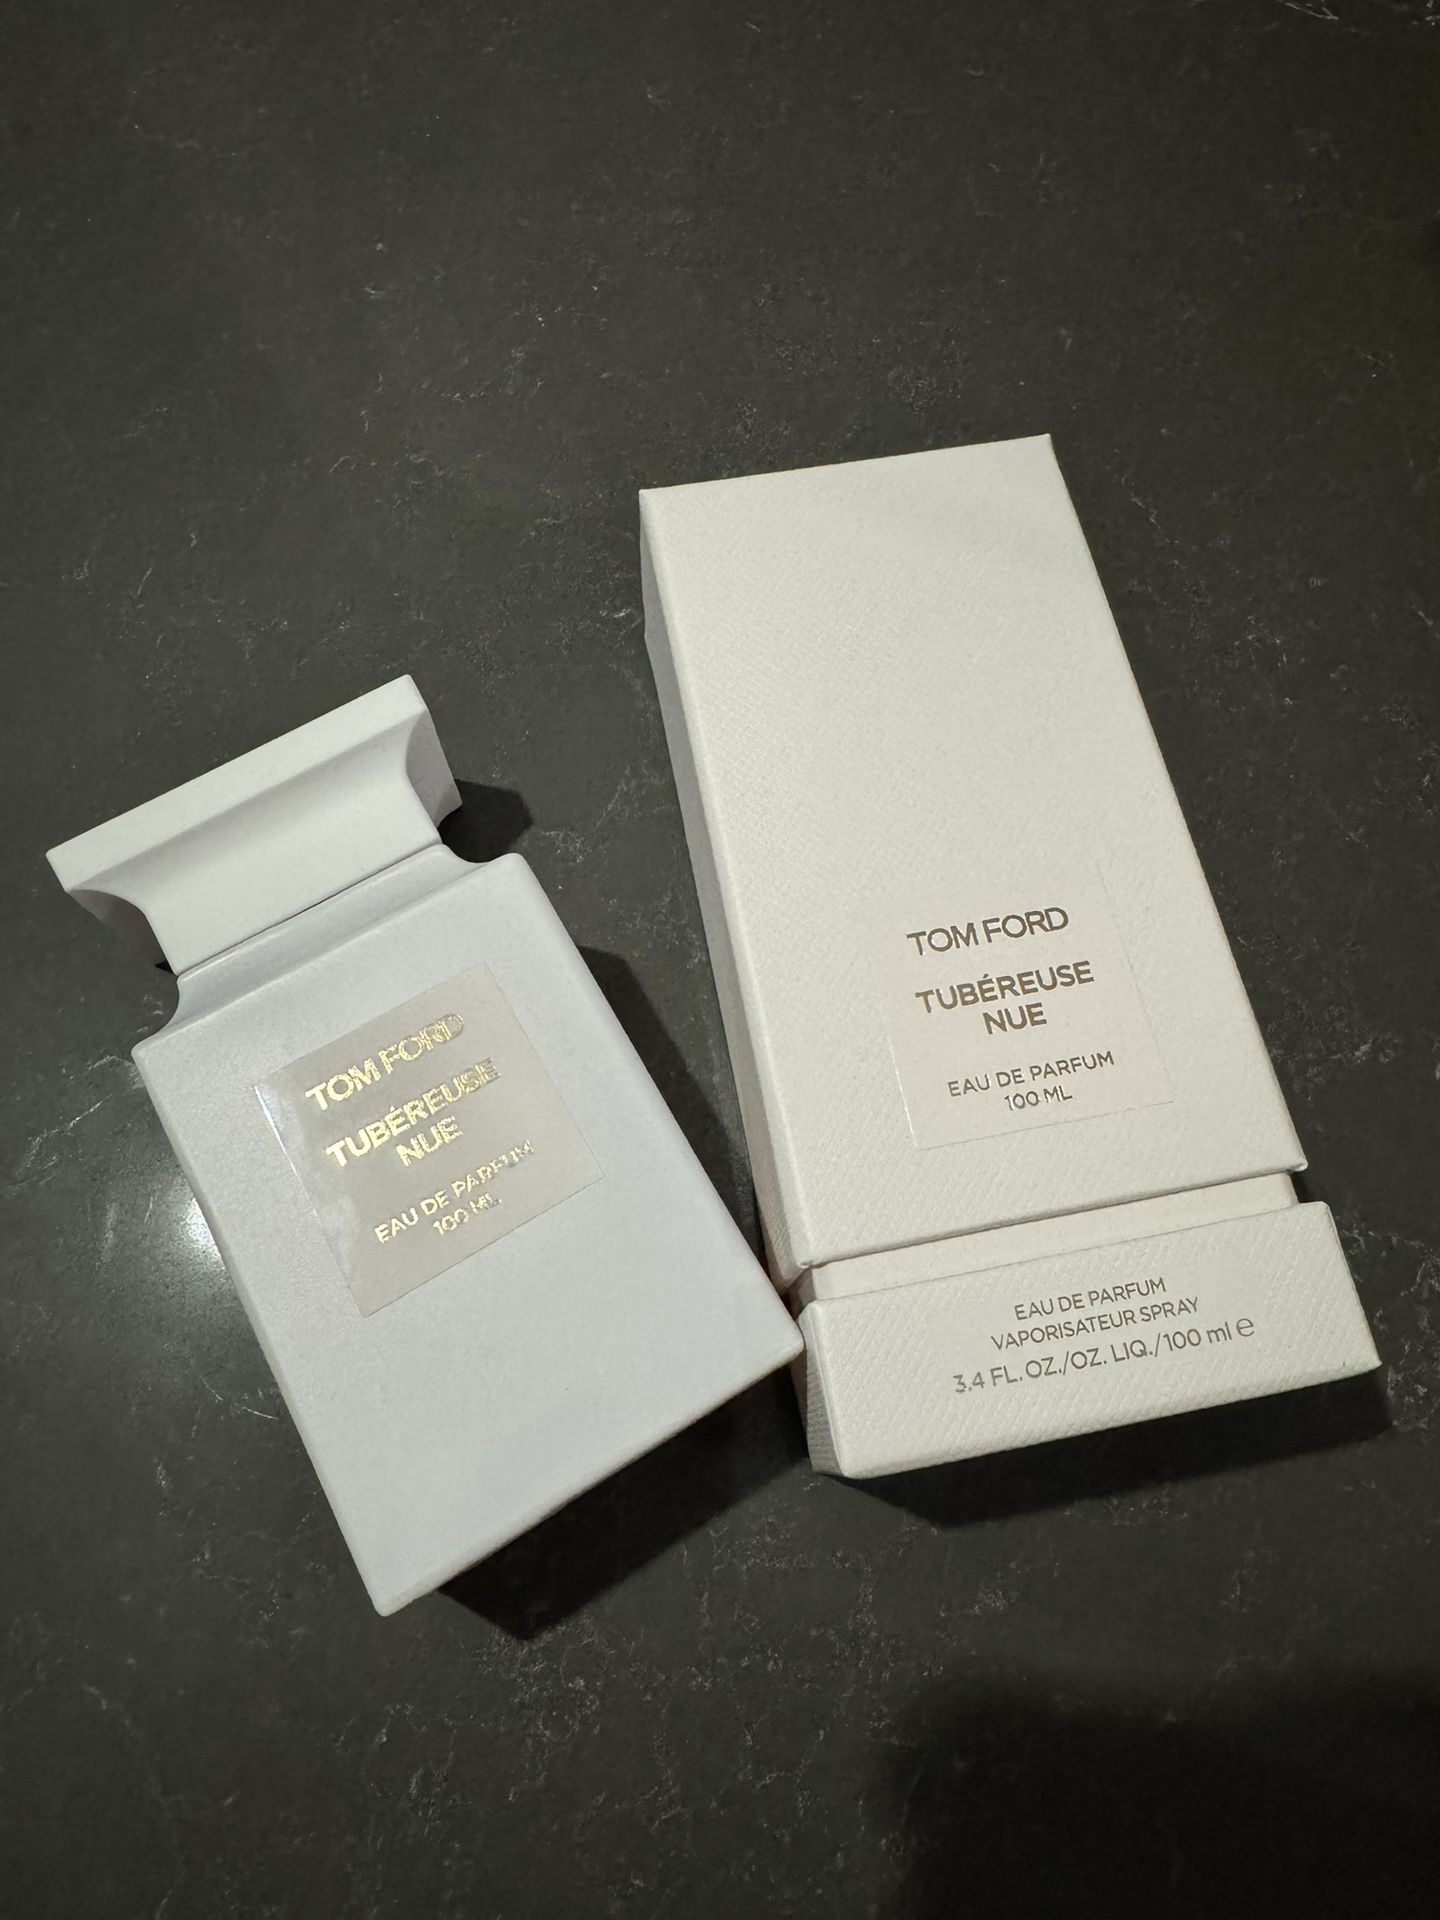 TOM FORD
TUBÉREUSE
NUE
EAU DE PARFUM
100 ML
TOM FORD
TUBÉREUSE
NUE
EAU DE PARFUM
100 ML
EAU DE PARFUM
VAPORISATEUR SPRAY
3.4 FL. OZ./OZ. LIQ./100 ml ℮